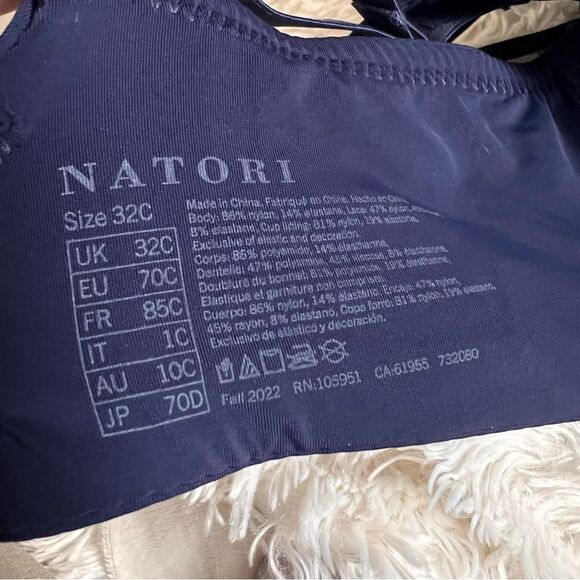 NATORI
Size 32C
UK 32C
EU 70C
FR 85C
IT 1C
AU 10C
JP 70D
Made in China, Fabriqué en Chine, Hecho en
Body: 86% nylon, 14% elastane, Lace: 47% nylon,
8% elastane, Cup lining: 81% nylon, 19% elastane.
Exclusive of elastic and decoration.
Corps: 86% polyamide, 14% élasthanne.
Dentelle: 47% polyamide, 45% viscose, 8% élasthanne.
Doublure du bonnet: 81% polyamide, 19% élasthanne.
Elastique et garniture non compris.
Cuerpo: 86% nylon, 14% elastano, Encaje: 47% nylon,
45% rayon, 8% elastano, Copa Forro: 81% nylon, 19% elastano.
Exclusivo de elástico y decoración.
Fall 2022 RN:105951 CA-61955 732080